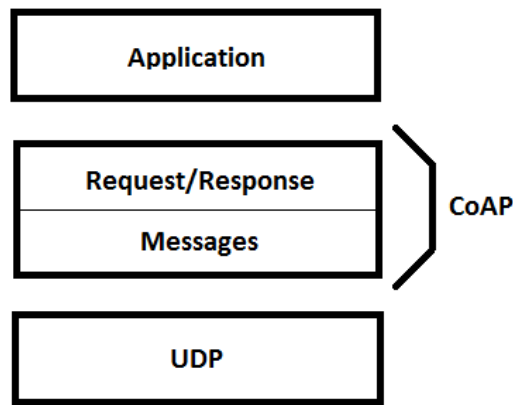 Application
Request/Response
CoAP
Messages
UDP